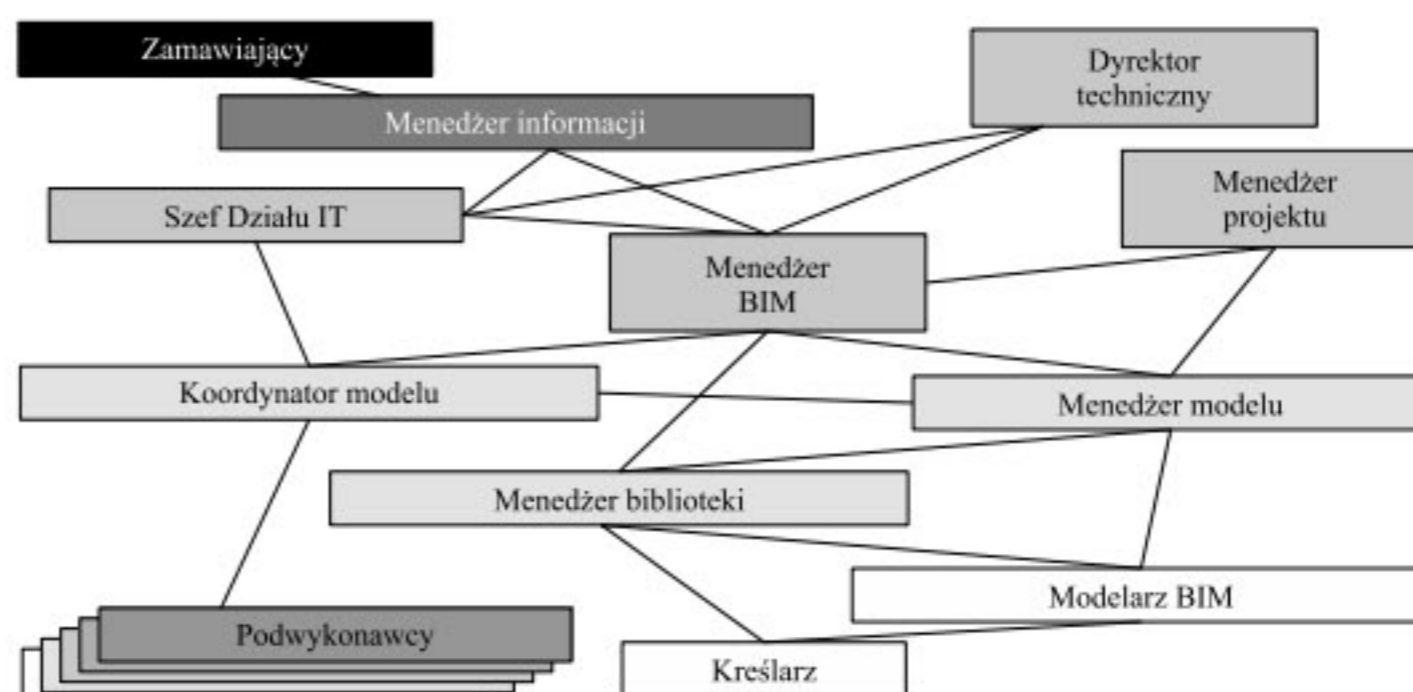 Zamawiający
Dyrektor
techniczny
Menedżer informacji
Menedżer
projektu
Szef Działu IT
Menedżer
BIM
Koordynator modelu
Menedżer modelu
Menedżer biblioteki
Modelarz BIM
Podwykonawcy
Kreślarz